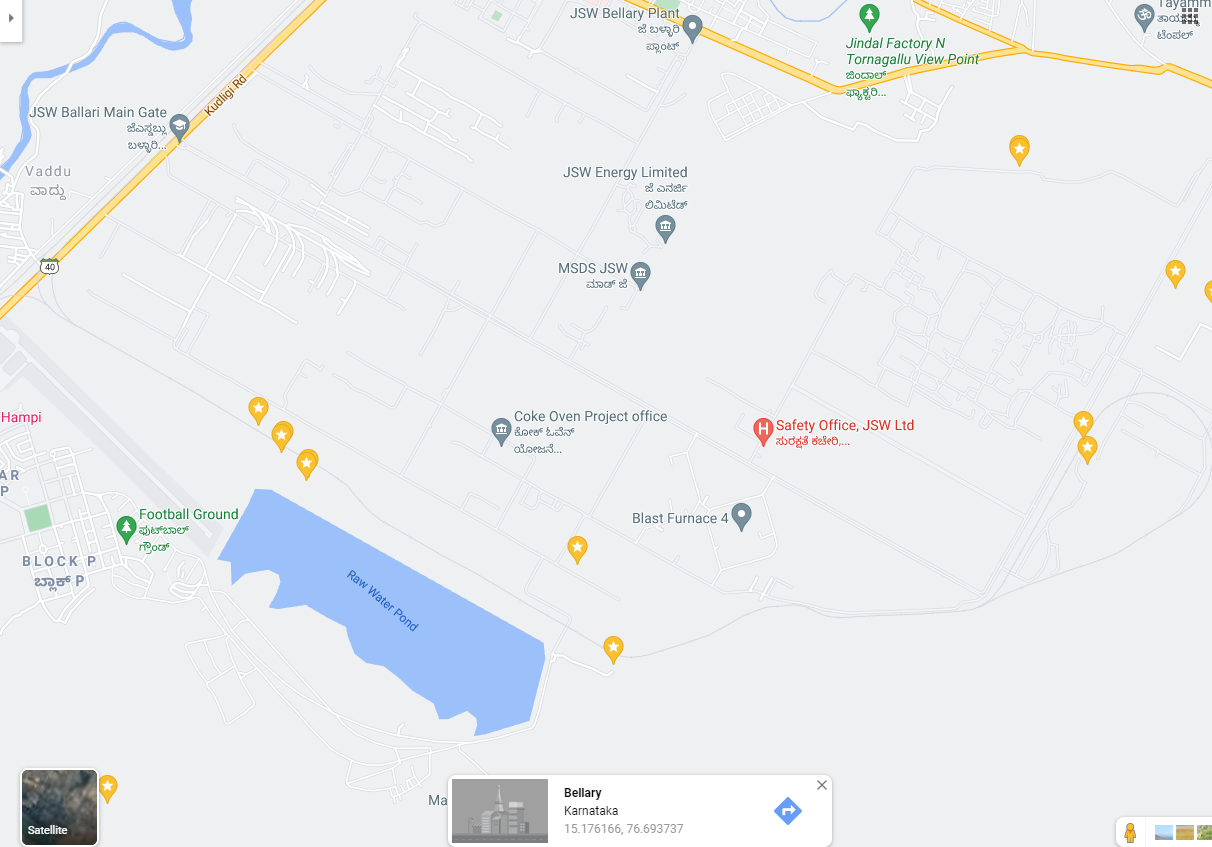 JSW Bellary Plant
ಜೆ ಬಳ್ಳಾರಿ
ಪ್ಲಾಂಟ್
Jindal Factory N
Tornagallu View Point
ಜಿಂದಾಲ್
ಫ್ಯಾಕ್ಟರಿ...
ಟೆಂಪಲ್
Kudligi Rd
JSW Ballari Main Gate
ಜೆಎಸ್ಡಬ್ಲು
ಬಳ್ಳಾರಿ...
Vaddu
ವಾದ್ದು
JSW Energy Limited
ಜೆ ಎನರ್ಜಿ
ಲಿಮಿಟೆಡ್
40
MSDS JSW
ಮಾಡ್ ಜೆ
Hampi
Coke Oven Project office
ಕೋಕ್ ಓವೆನ್
ಯೋಜನೆ...
H
Safety Office, JSW Ltd
ಸುರಕ್ಷತೆ ಕಚೇರಿ,...
AR
P
Football Ground
ಫುಟ್‌ಬಾಲ್
ಗ್ರೌಂಡ್
Blast Furnace 4
BLOCK P
ಬ್ಲಾಕ್ P
Raw Water Pond
Satellite
Ma
Bellary
Karnataka
15.176166, 76.693737